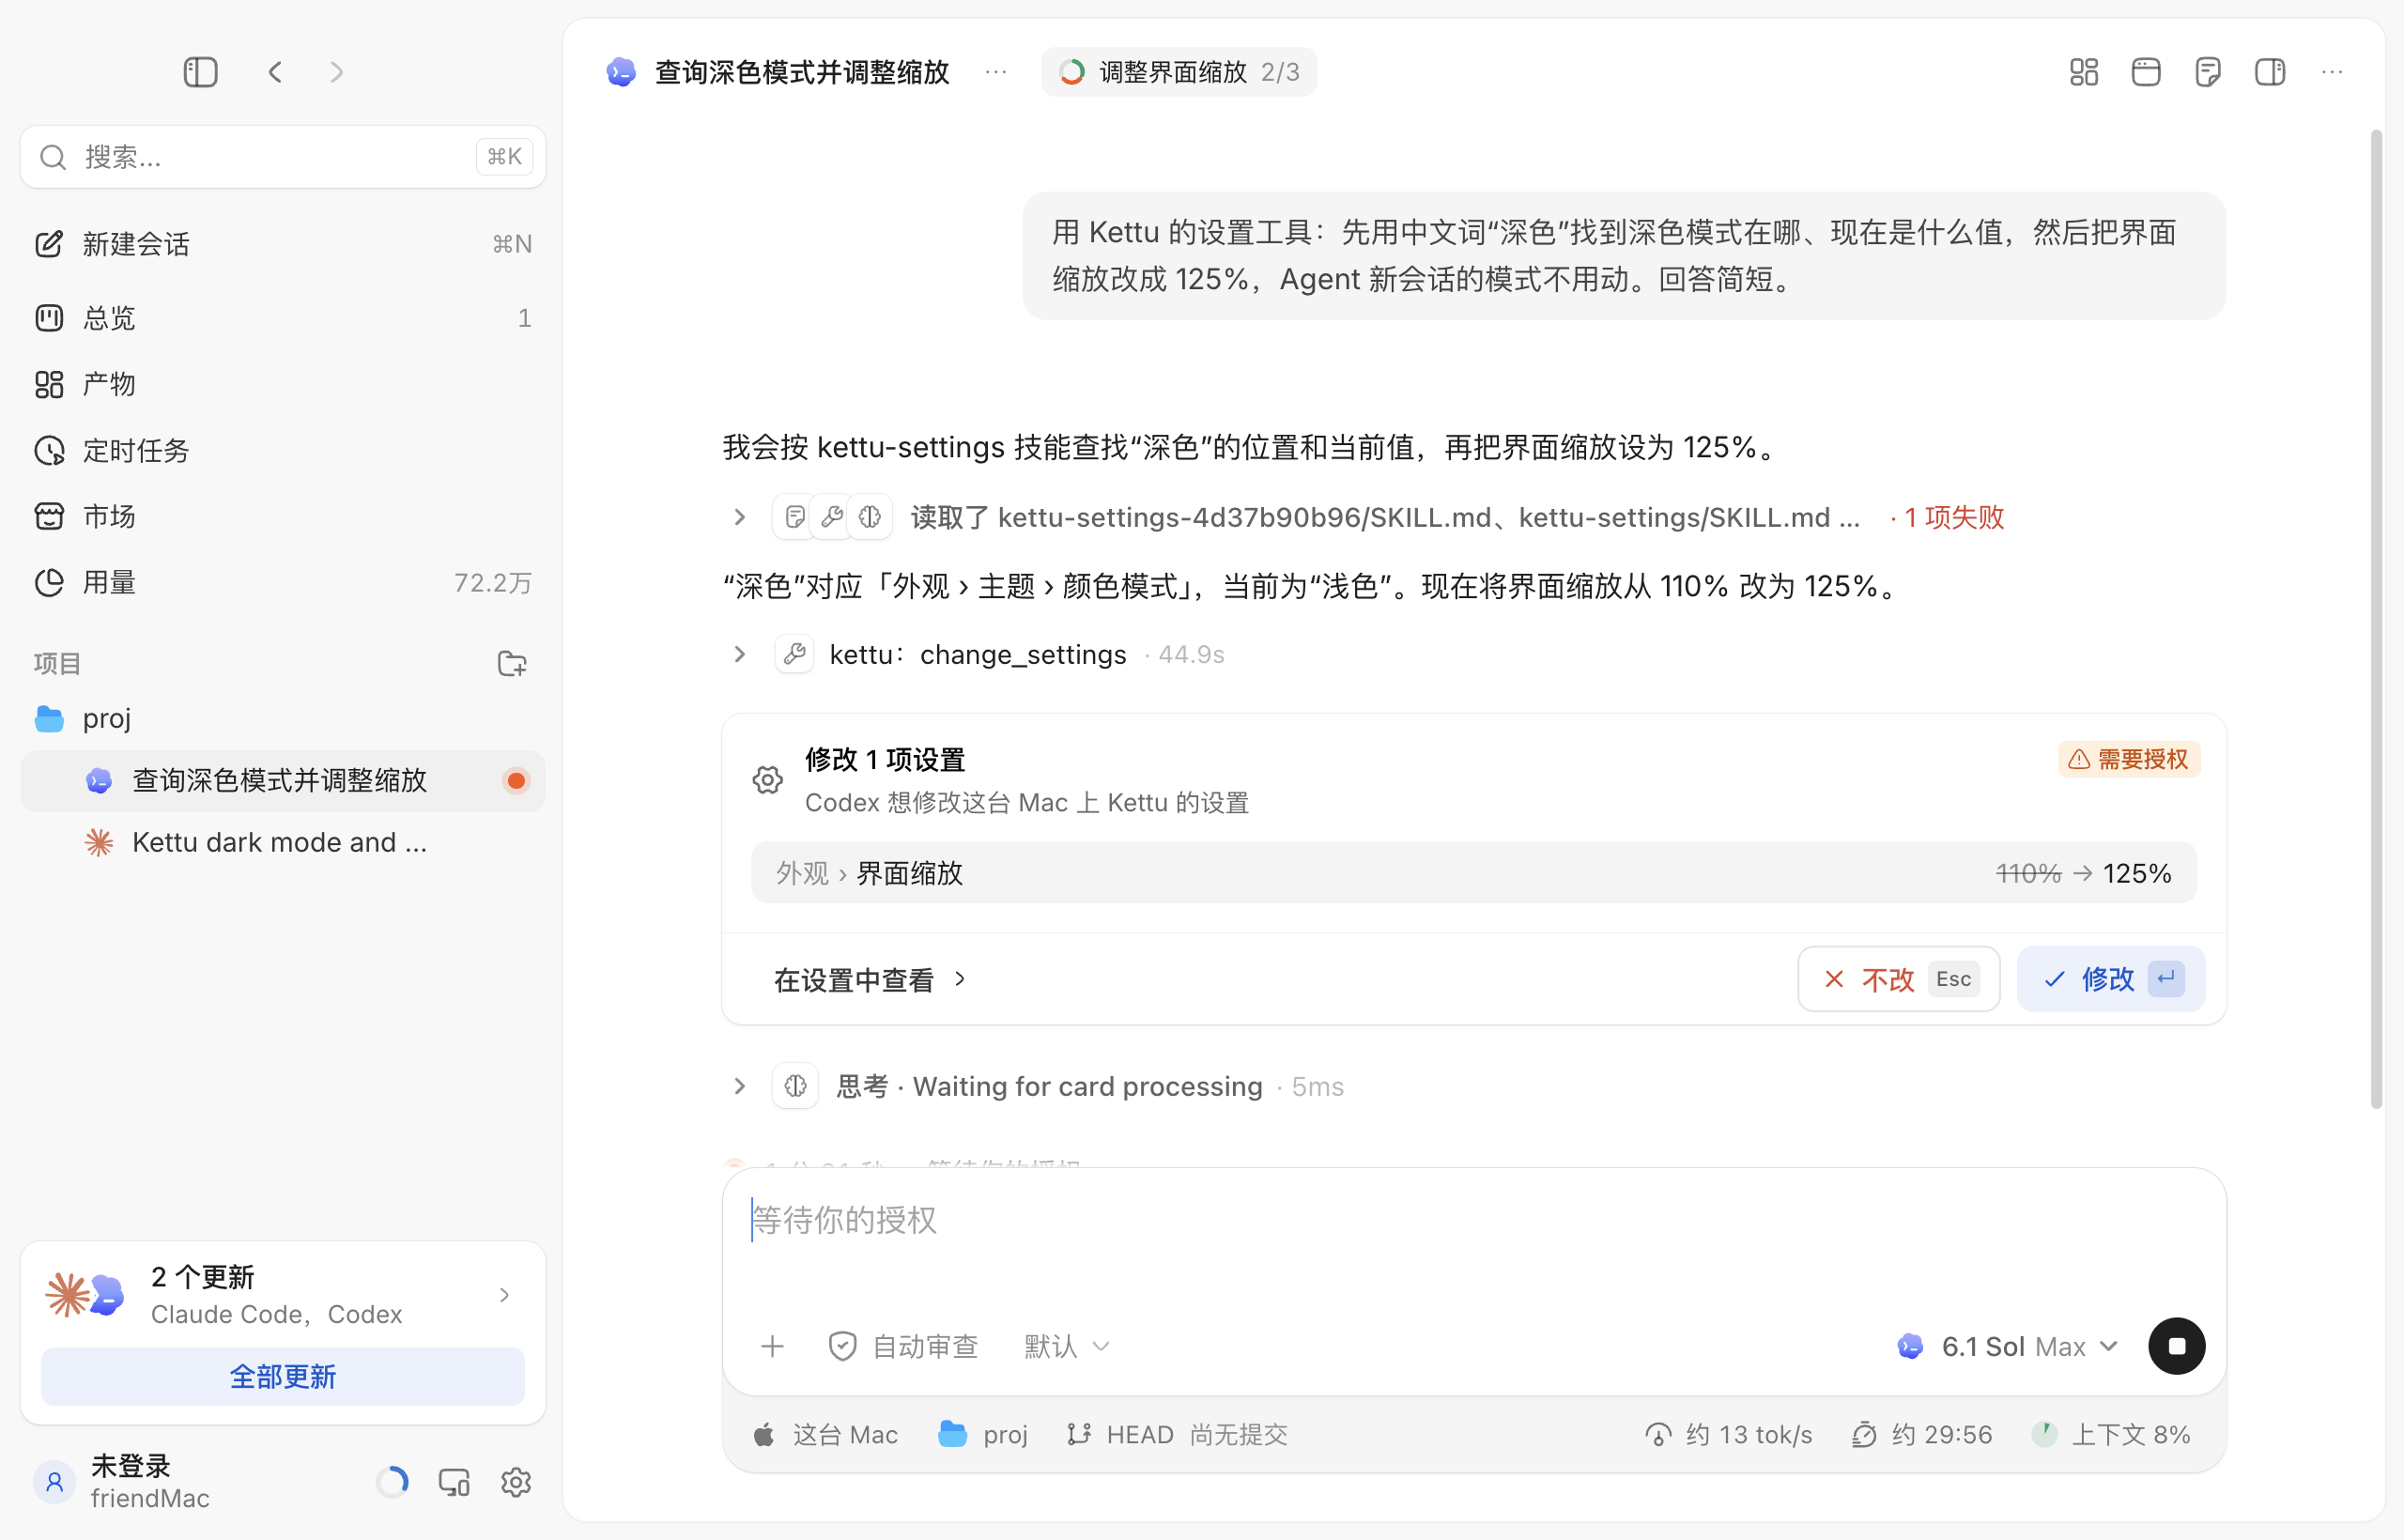 搜索...
⌘K
新建会话
⌘N
总览
1
产物
定时任务
市场
用量
72.2万
项目
proj
查询深色模式并调整缩放
Kettu dark mode and ...
2 个更新
Claude Code，Codex
全部更新
未登录
friendMac
查询深色模式并调整缩放
调整界面缩放 2/3
用 Kettu 的设置工具：先用中文词“深色”找到深色模式在哪、现在是什么值，然后把界面
缩放改成 125%，Agent 新会话的模式不用动。回答简短。
我会按 kettu-settings 技能查找“深色”的位置和当前值，再把界面缩放设为 125%。
读取了 kettu-settings-4d37b90b96/SKILL.md、kettu-settings/SKILL.md ... · 1 项失败
“深色”对应「外观 › 主题 › 颜色模式」，当前为“浅色”。现在将界面缩放从 110% 改为 125%。
kettu：change_settings · 44.9s
修改 1 项设置
需要授权
Codex 想修改这台 Mac 上 Kettu 的设置
外观 › 界面缩放
110% → 125%
在设置中查看
不改 Esc
修改
思考 · Waiting for card processing · 5ms
等待你的授权
等待你的授权
自动审查
默认
6.1 Sol Max
这台 Mac
proj
HEAD 尚无提交
约 13 tok/s
约 29:56
上下文 8%